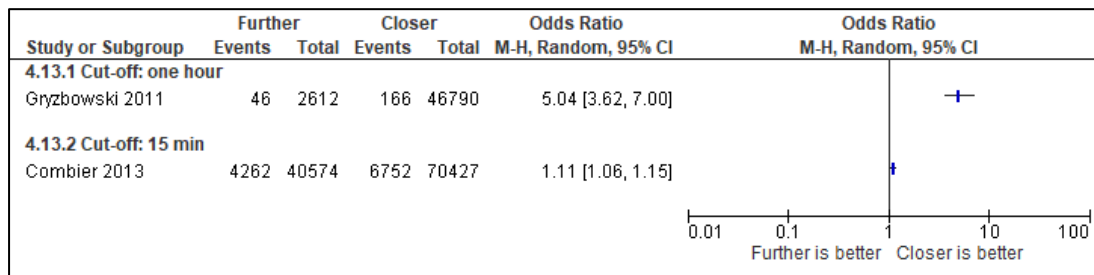 Further Closer Odds Ratio Odds Ratio
Study or Subgroup Events Total Events Total M-H, Random, 95% CI M-H, Random, 95% CI
4.13.1 Cut-off: one hour
Gryzbowski 2011 46 2612 166 46790 5.04 [3.62, 7.00]
4.13.2 Cut-off: 15 min
Combier 2013 4262 40574 6752 70427 1.11 [1.06, 1.15]
0.01 0.1 1 10 100
Further is better Closer is better